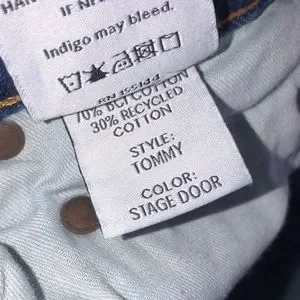 Indigo may bleed.
70% BCI COTTON
30% RECYCLED
COTTON
STYLE:
TOMMY
COLOR:
STAGE DOOR